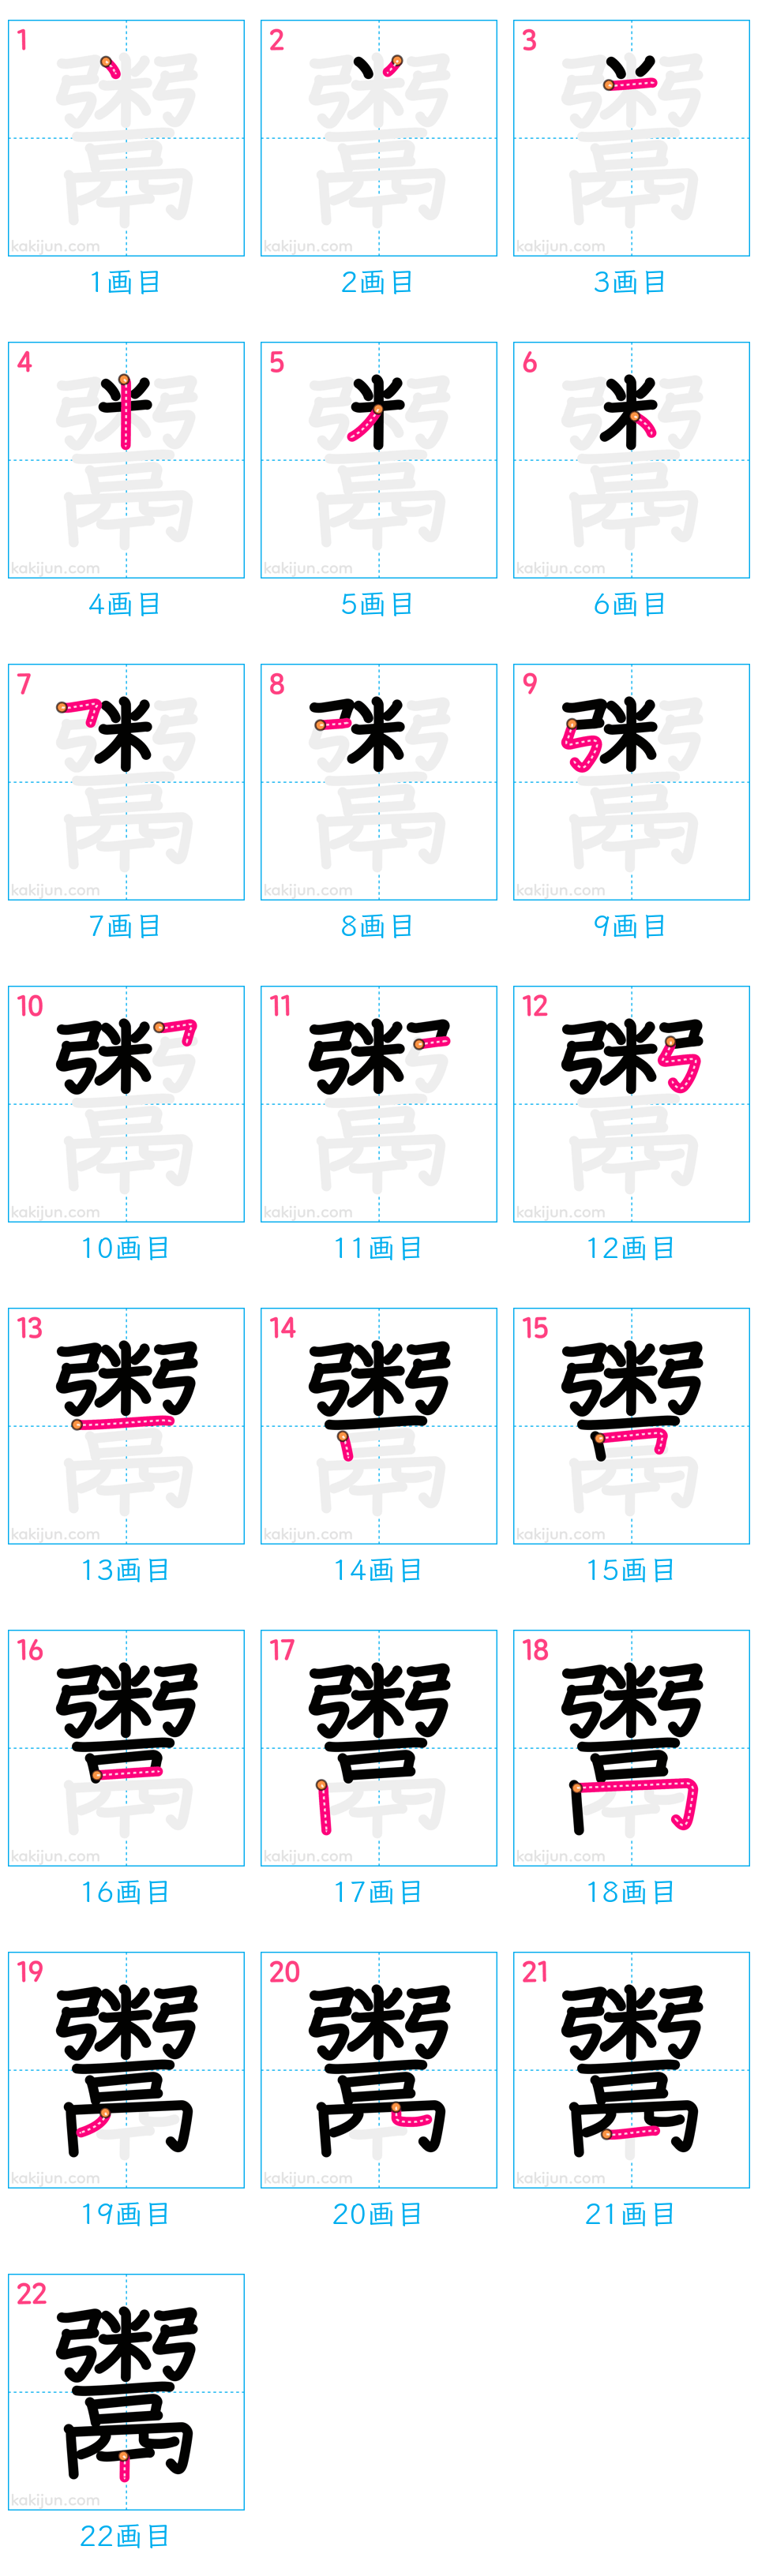 1 2 3
kakijun.com kakijun.com kakijun.com
1画目 2画目 3画目
4 5 6
kakijun.com kakijun.com kakijun.com
4画目 5画目 6画目
7 8 9
kakijun.com kakijun.com kakijun.com
7画目 8画目 9画目
10 11 12
kakijun.com kakijun.com kakijun.com
10画目 11画目 12画目
13 14 15
kakijun.com kakijun.com kakijun.com
13画目 14画目 15画目
16 17 18
kakijun.com kakijun.com kakijun.com
16画目 17画目 18画目
19 20 21
kakijun.com kakijun.com kakijun.com
19画目 20画目 21画目
22
鬻
kakijun.com
22画目